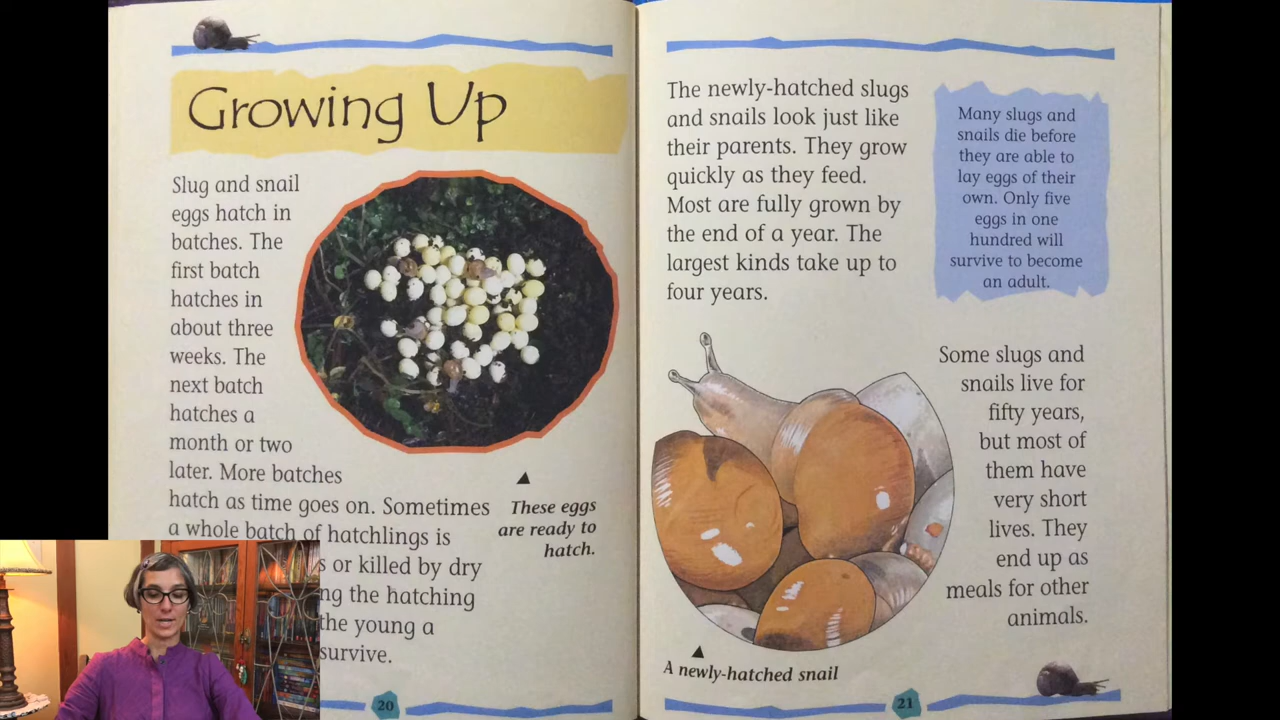 Growing Up
Slug and snail
eggs hatch in
batches. The
first batch
hatches in
about three
weeks. The
next batch
hatches a
month or two
later. More batches
hatch as time goes on. Sometimes
a whole batch of hatchlings is
s or killed by dry
ng the hatching
the young a
survive.
These eggs
are ready to
hatch.
20
The newly-hatched slugs
and snails look just like
their parents. They grow
quickly as they feed.
Most are fully grown by
the end of a year. The
largest kinds take up to
four years.
Many slugs and
snails die before
they are able to
lay eggs of their
own. Only five
eggs in one
hundred will
survive to become
an adult.
Some slugs and
snails live for
fifty years,
but most of
them have
very short
lives. They
end up as
meals for other
animals.
A newly-hatched snail
21